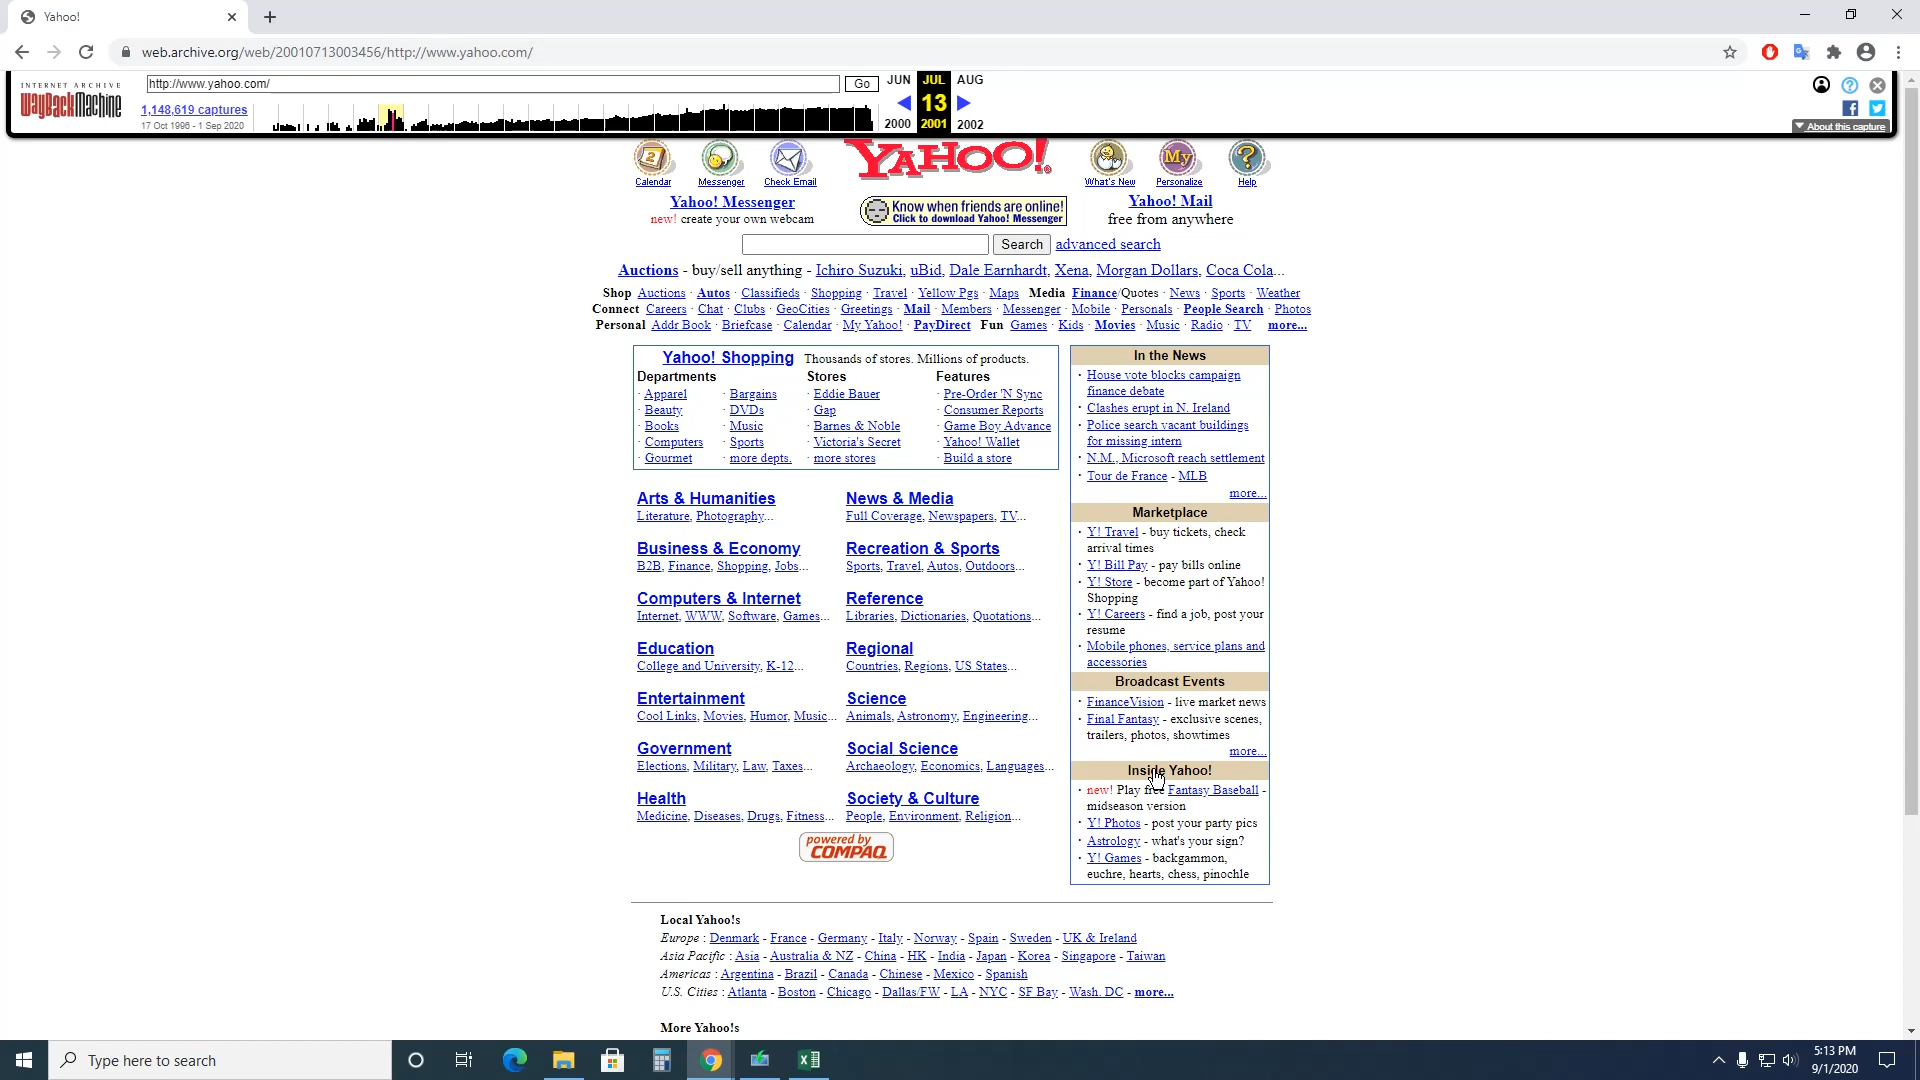 Yahoo!
web.archive.org/web/20010713003456/http://www.yahoo.com/
INTERNET ARCHIVE
WayBackMachine
http://www.yahoo.com/
Go
JUN JUL AUG
1,148,619 captures
17 Oct 1996 - 1 Sep 2020
13
2000 2001 2002
About this capture
Calendar Messenger Check Email
YAHOO!
What's New Personalize Help
Yahoo! Messenger
new! create your own webcam
Know when friends are online!
Click to download Yahoo! Messenger
Yahoo! Mail
free from anywhere
Search advanced search
Auctions - buy/sell anything - Ichiro Suzuki, uBid, Dale Earnhardt, Xena, Morgan Dollars, Coca Cola...
Shop Auctions · Autos · Classifieds · Shopping · Travel · Yellow Pgs · Maps Media Finance/Quotes · News · Sports · Weather
Connect Careers · Chat · Clubs · GeoCities · Greetings · Mail · Members · Messenger · Mobile · Personals · People Search · Photos
Personal Addr Book · Briefcase · Calendar · My Yahoo! · PayDirect Fun Games · Kids · Movies · Music · Radio · TV more...
Yahoo! Shopping Thousands of stores. Millions of products.
Departments Stores Features
· Apparel · Bargains · Eddie Bauer · Pre-Order 'N Sync
· Beauty · DVDs · Gap · Consumer Reports
· Books · Music · Barnes & Noble · Game Boy Advance
· Computers · Sports · Victoria's Secret · Yahoo! Wallet
· Gourmet · more depts. · more stores · Build a store
Arts & Humanities
Literature, Photography...
News & Media
Full Coverage, Newspapers, TV...
Business & Economy
B2B, Finance, Shopping, Jobs...
Recreation & Sports
Sports, Travel, Autos, Outdoors...
Computers & Internet
Internet, WWW, Software, Games...
Reference
Libraries, Dictionaries, Quotations...
Education
College and University, K-12...
Regional
Countries, Regions, US States...
Entertainment
Cool Links, Movies, Humor, Music...
Science
Animals, Astronomy, Engineering...
Government
Elections, Military, Law, Taxes...
Social Science
Archaeology, Economics, Languages...
Health
Medicine, Diseases, Drugs, Fitness...
Society & Culture
People, Environment, Religion...
powered by
COMPAQ
In the News
· House vote blocks campaign
finance debate
· Clashes erupt in N. Ireland
· Police search vacant buildings
for missing intern
· N.M., Microsoft reach settlement
· Tour de France - MLB
more...
Marketplace
· Y! Travel - buy tickets, check
arrival times
· Y! Bill Pay - pay bills online
· Y! Store - become part of Yahoo!
Shopping
· Y! Careers - find a job, post your
resume
· Mobile phones, service plans and
accessories
Broadcast Events
· FinanceVision - live market news
· Final Fantasy - exclusive scenes,
trailers, photos, showtimes
more...
Inside Yahoo!
· new! Play free Fantasy Baseball -
midseason version
· Y! Photos - post your party pics
· Astrology - what's your sign?
· Y! Games - backgammon,
euchre, hearts, chess, pinochle
Local Yahoo!s
Europe : Denmark - France - Germany - Italy - Norway - Spain - Sweden - UK & Ireland
Asia Pacific : Asia - Australia & NZ - China - HK - India - Japan - Korea - Singapore - Taiwan
Americas : Argentina - Brazil - Canada - Chinese - Mexico - Spanish
U.S. Cities : Atlanta - Boston - Chicago - Dallas/FW - LA - NYC - SF Bay - Wash. DC - more...
More Yahoo!s
Type here to search
5:13 PM
9/1/2020